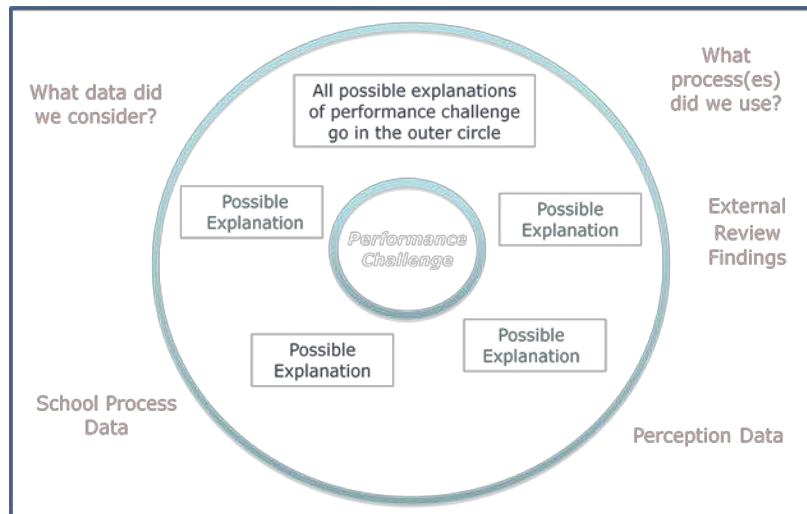 What data did
we consider?
What
process(es)
did we use?
All possible explanations
of performance challenge
go in the outer circle
Possible
Explanation
Possible
Explanation
External
Review
Findings
Performance
Challenge
Possible
Explanation
Possible
Explanation
School Process
Data
Perception Data